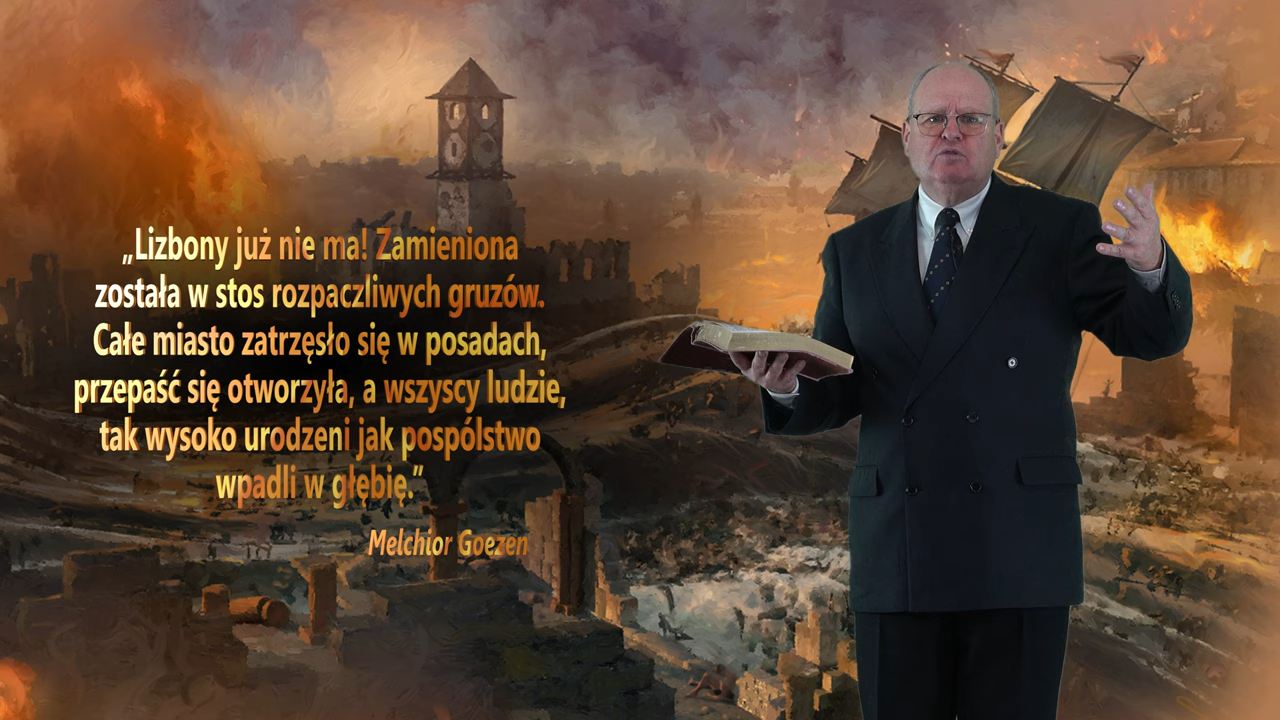 „Lizbony już nie ma! Zamieniona
została w stos rozpaczliwych gruzów.
Całe miasto zatrzęsło się w posadach,
przepaść się otworzyła, a wszyscy ludzie,
tak wysoko urodzeni jak pospólstwo
wpadli w głębię.”
Melchior Goezen